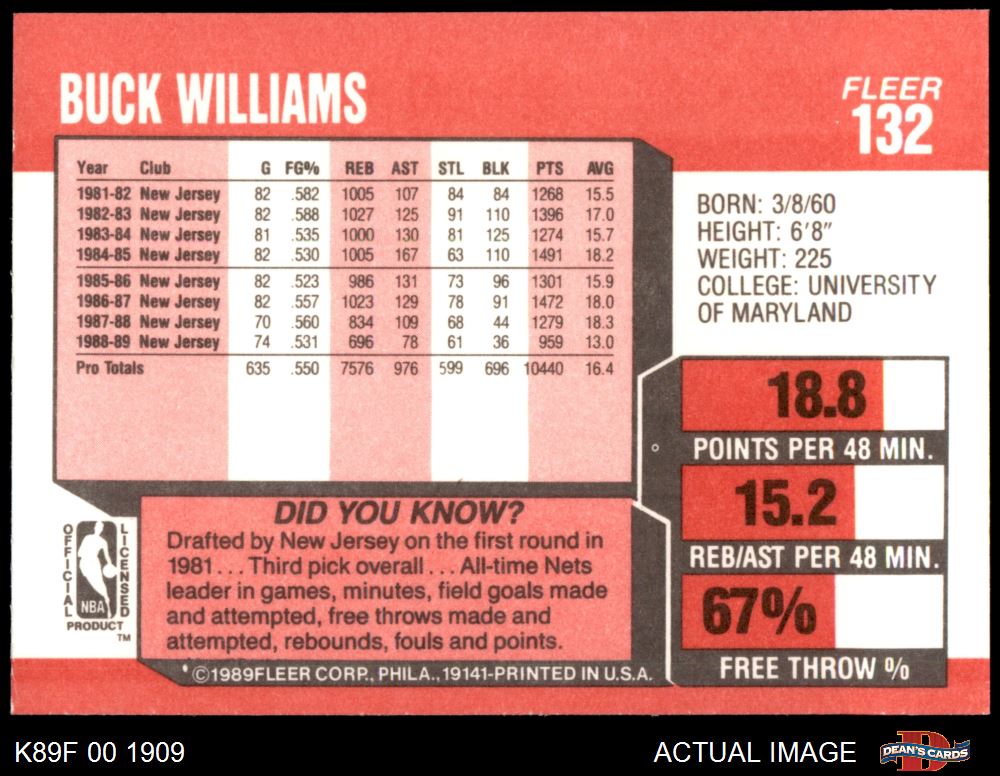 BUCK WILLIAMS
FLEER
132
Year Club G FG% REB AST STL BLK PTS AVG
1981-82 New Jersey 82 .582 1005 107 84 84 1268 15.5
1982-83 New Jersey 82 .588 1027 125 91 110 1396 17.0
1983-84 New Jersey 81 .535 1000 130 81 125 1274 15.7
1984-85 New Jersey 82 .530 1005 167 63 110 1491 18.2
1985-86 New Jersey 82 .523 986 131 73 96 1301 15.9
1986-87 New Jersey 82 .557 1023 129 78 91 1472 18.0
1987-88 New Jersey 70 .560 834 109 68 44 1279 18.3
1988-89 New Jersey 74 .531 696 78 61 36 959 13.0
Pro Totals 635 .550 7576 976 599 696 10440 16.4
BORN: 3/8/60
HEIGHT: 6'8"
WEIGHT: 225
COLLEGE: UNIVERSITY
OF MARYLAND
18.8
POINTS PER 48 MIN.
15.2
REB/AST PER 48 MIN.
67%
FREE THROW %
DID YOU KNOW?
Drafted by New Jersey on the first round in
1981 . . . Third pick overall . . . All-time Nets
leader in games, minutes, field goals made
and attempted, free throws made and
attempted, rebounds, fouls and points.
OFFICIAL
LICENSED
NBA
PRODUCT
TM
*©1989FLEER CORP., PHILA., 19141-PRINTED IN U.S.A.
K89F 00 1909
ACTUAL IMAGE
D
DEAN'S CARDS